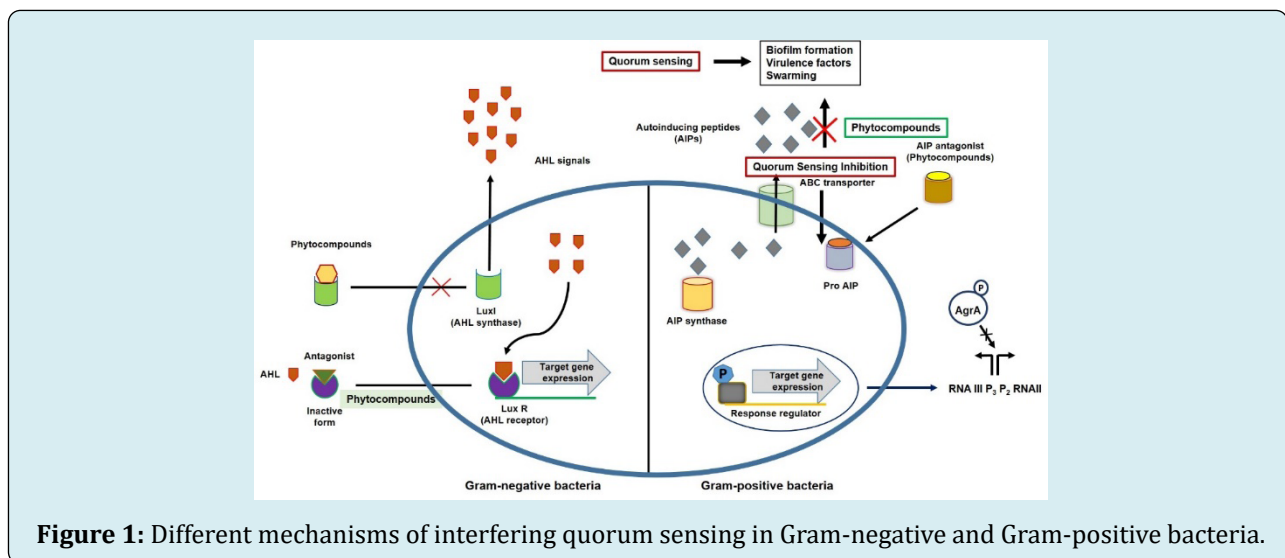 Quorum sensing
Biofilm formation
Virulence factors
Swarming
Autoinducing peptides
(AIPs)
Phytocompounds
AIP antagonist
(Phytocompounds)
AHL signals
Quorum Sensing Inhibition
ABC transporter
Phytocompounds
LuxI
(AHL synthase)
Pro AIP
AIP synthase
P
AgrA
AHL
Antagonist
Inactive
form
Phytocompounds
Target gene
expression
Lux R
(AHL receptor)
P
Target gene
expression
Response regulator
RNA III P3 P2 RNAII
Gram-negative bacteria
Gram-positive bacteria
Figure 1: Different mechanisms of interfering quorum sensing in Gram-negative and Gram-positive bacteria.